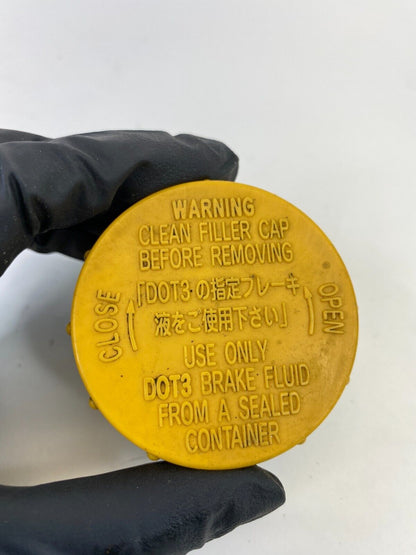 WARNING
CLEAN FILLER CAP
BEFORE REMOVING
「DOT3の指定ブレーキ
液をご使用下さい」
CLOSE
OPEN
USE ONLY
DOT3 BRAKE FLUID
FROM A SEALED
CONTAINER